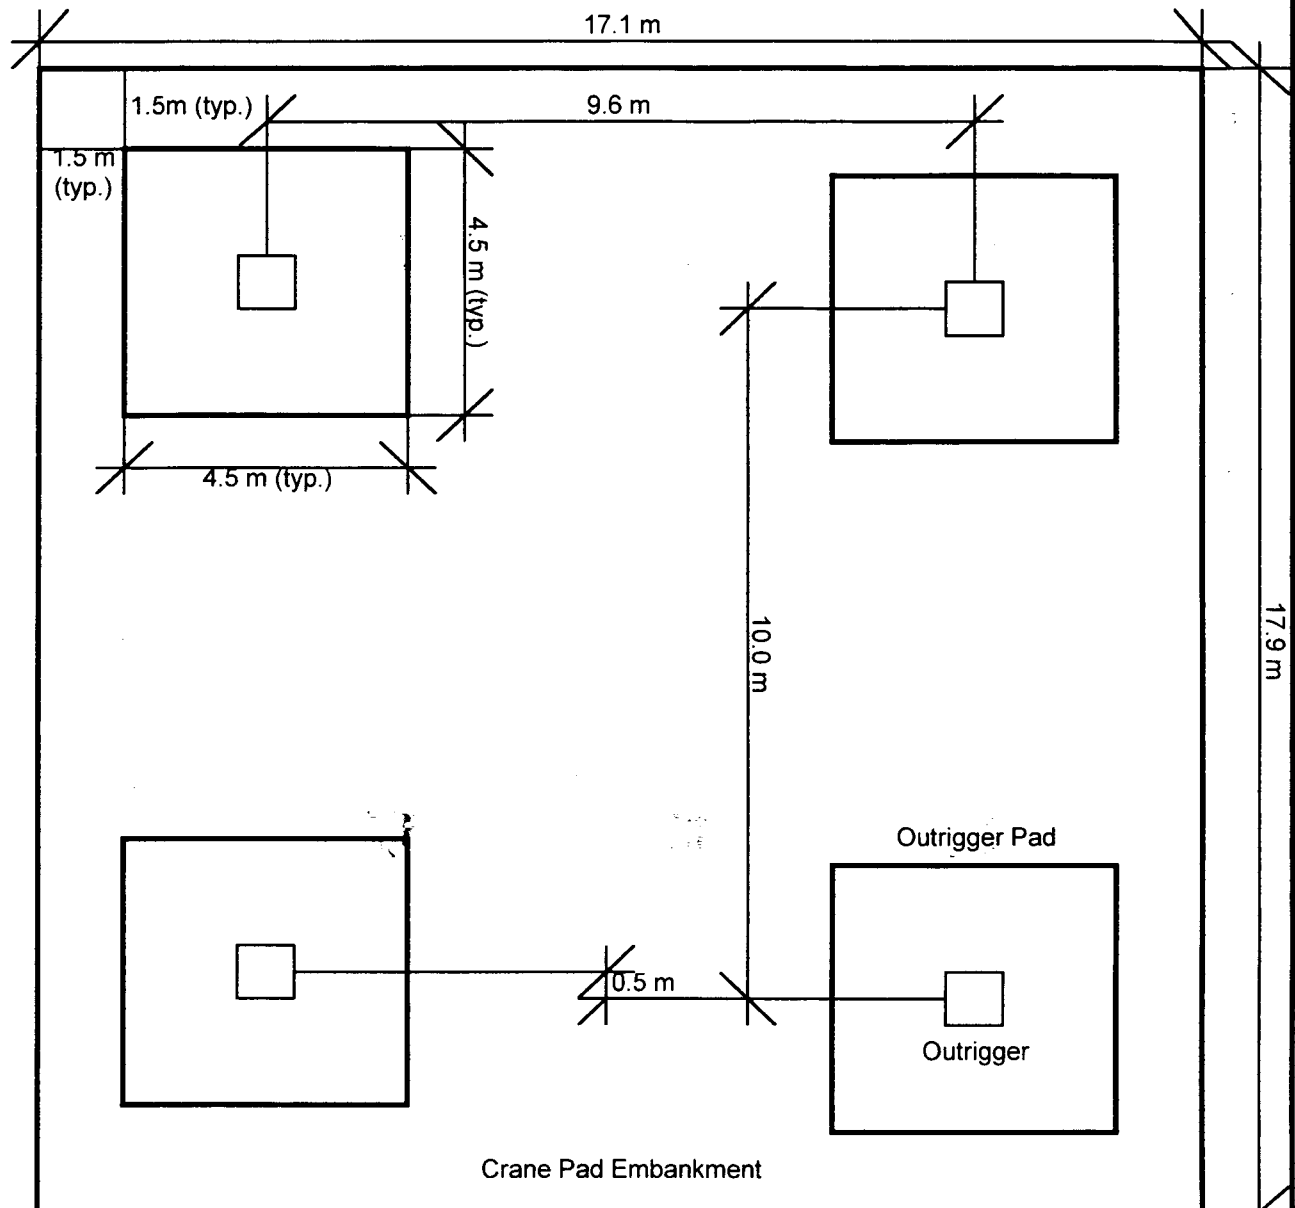 17.1 m
1.5m (typ.)
9.6 m
1.5 m
(typ.)
4.5 m (typ.)
4.5 m (typ.)
10.0 m
17.9 m
Outrigger Pad
0.5 m
Outrigger
Crane Pad Embankment